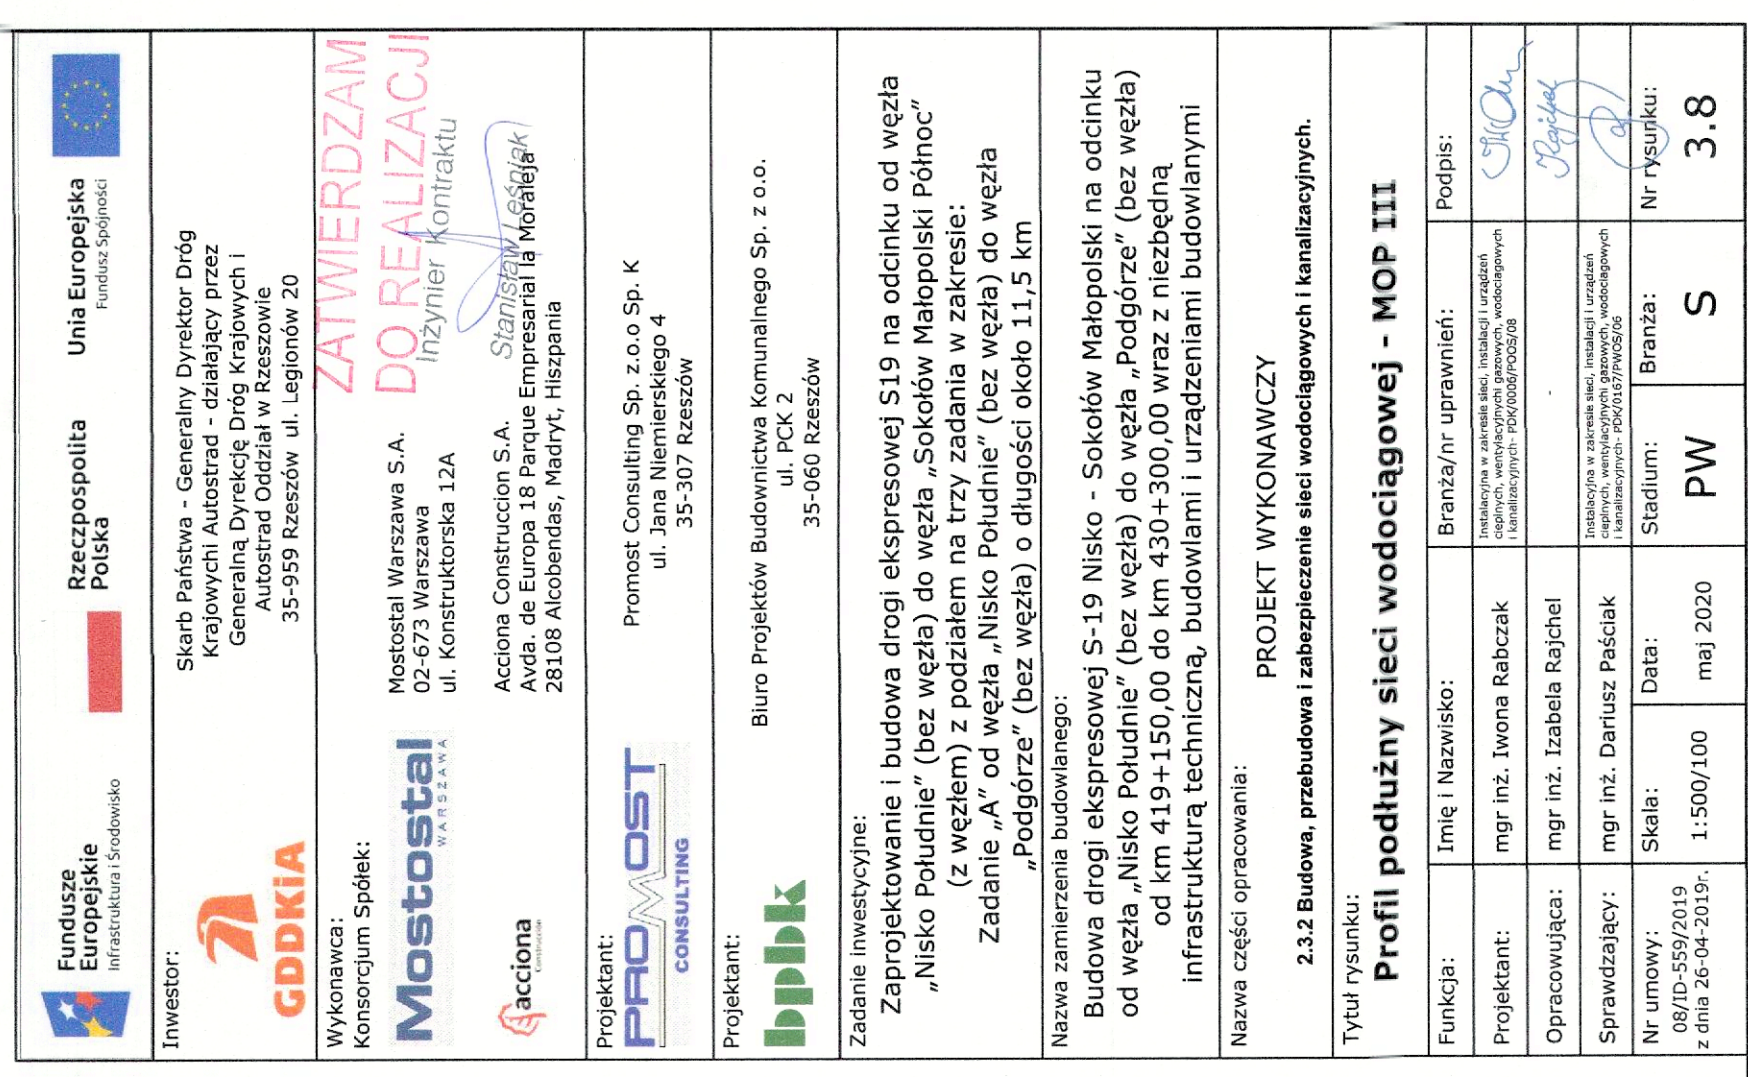 Fundusze
Europejskie
Infrastruktura i Środowisko
Rzeczpospolita
Polska
Unia Europejska
Fundusz Spójności
Inwestor:
GDDKiA
Skarb Państwa - Generalny Dyrektor Dróg
Krajowychi Autostrad - działający przez
Generalną Dyrekcję Dróg Krajowych i
Autostrad Oddział w Rzeszowie
35-959 Rzeszów ul. Legionów 20
Wykonawca:
Konsorcjum Spółek:
Mostostal
WARSZAWA
Mostostal Warszawa S.A.
02-673 Warszawa
ul. Konstruktorska 12A
acciona
Construcción
Acciona Construccion S.A.
Avda. de Europa 18 Parque Empresarial la Moraleja
28108 Alcobendas, Madryt, Hiszpania
ZATWIERDZAM
DO REALIZACJI
Inżynier Kontraktu
Stanisław Leśniak
Projektant:
PROMOST
CONSULTING
Promost Consulting Sp. z.o.o Sp. K
ul. Jana Niemierskiego 4
35-307 Rzeszów
Projektant:
bpbk
Biuro Projektów Budownictwa Komunalnego Sp. z o.o.
ul. PCK 2
35-060 Rzeszów
Zadanie inwestycyjne:
Zaprojektowanie i budowa drogi ekspresowej S19 na odcinku od węzła
„Nisko Południe” (bez węzła) do węzła „Sokołów Małopolski Północ”
(z węzłem) z podziałem na trzy zadania w zakresie:
Zadanie „A” od węzła „Nisko Południe” (bez węzła) do węzła
„Podgórze” (bez węzła) o długości około 11,5 km
Nazwa zamierzenia budowlanego:
Budowa drogi ekspresowej S-19 Nisko - Sokołów Małopolski na odcinku
od węzła „Nisko Południe” (bez węzła) do węzła „Podgórze” (bez węzła)
od km 419+150,00 do km 430+300,00 wraz z niezbędną
infrastrukturą techniczną, budowlami i urządzeniami budowlanymi
Nazwa części opracowania:
PROJEKT WYKONAWCZY
2.3.2 Budowa, przebudowa i zabezpieczenie sieci wodociągowych i kanalizacyjnych.
Tytuł rysunku:
Profil podłużny sieci wodociągowej - MOP III
Funkcja:
Imię i Nazwisko:
Branża/nr uprawnień:
Podpis:
Projektant:
mgr inż. Iwona Rabczak
Instalacyjna w zakresie sieci, instalacji i urządzeń
cieplnych, wentylacyjnychi gazowych, wodociagowych
i kanalizacyjnych- PDK/0006/POOS/08
Opracowująca:
mgr inż. Izabela Rajchel
-
Rajchel
Sprawdzający:
mgr inż. Dariusz Paściak
Instalacyjna w zakresie sieci, instalacji i urządzeń
cieplnych, wentylacyjnyci gazowych, wodociągowych
i kanalizacyjnych- PDK/0167/PWOS/06
Nr umowy:
08/ID-559/2019
z dnia 26-04-2019r.
Skala:
1:500/100
Data:
maj 2020
Stadium:
PW
Branża:
S
Nr rysunku:
3.8